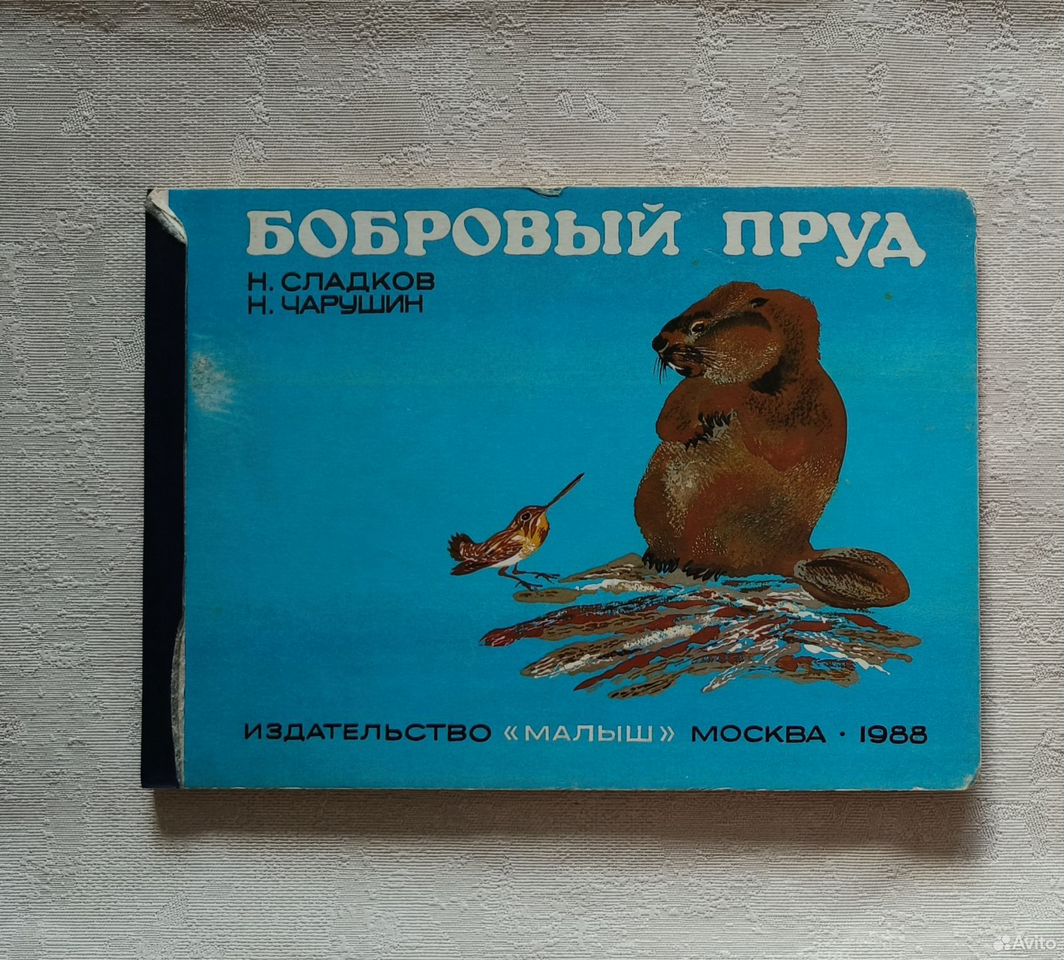 БОБРОВЫЙ ПРУД
Н. СЛАДКОВ
Н. ЧАРУШИН
ИЗДАТЕЛЬСТВО «МАЛЫШ» МОСКВА · 1988
Avito